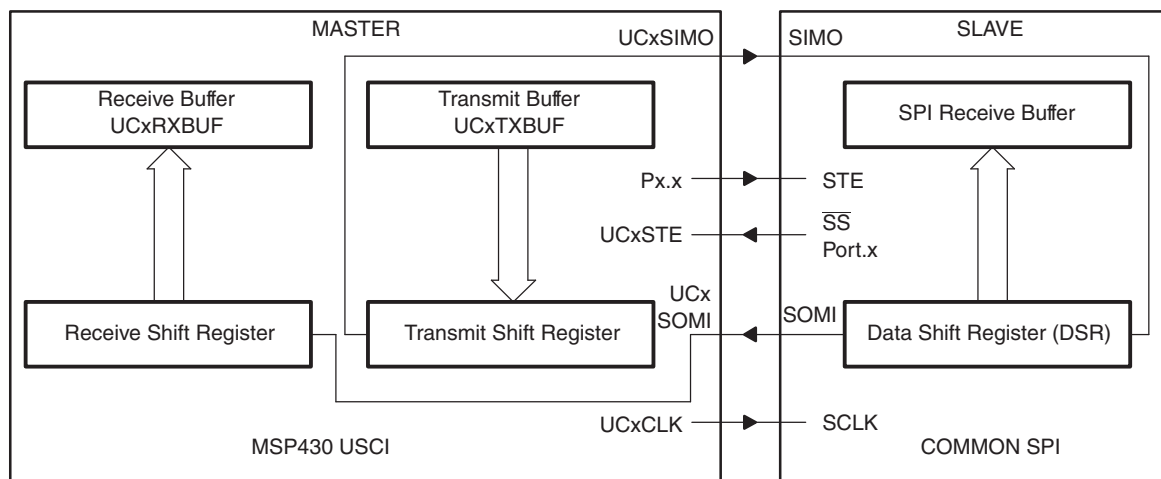 MASTER
UCxSIMO
SIMO
SLAVE
Receive Buffer
UCxRXBUF
Transmit Buffer
UCxTXBUF
SPI Receive Buffer
Px.x
STE
UCxSTE
SS
Port.x
UCx
SOMI
SOMI
Receive Shift Register
Transmit Shift Register
Data Shift Register (DSR)
UCxCLK
SCLK
MSP430 USCI
COMMON SPI